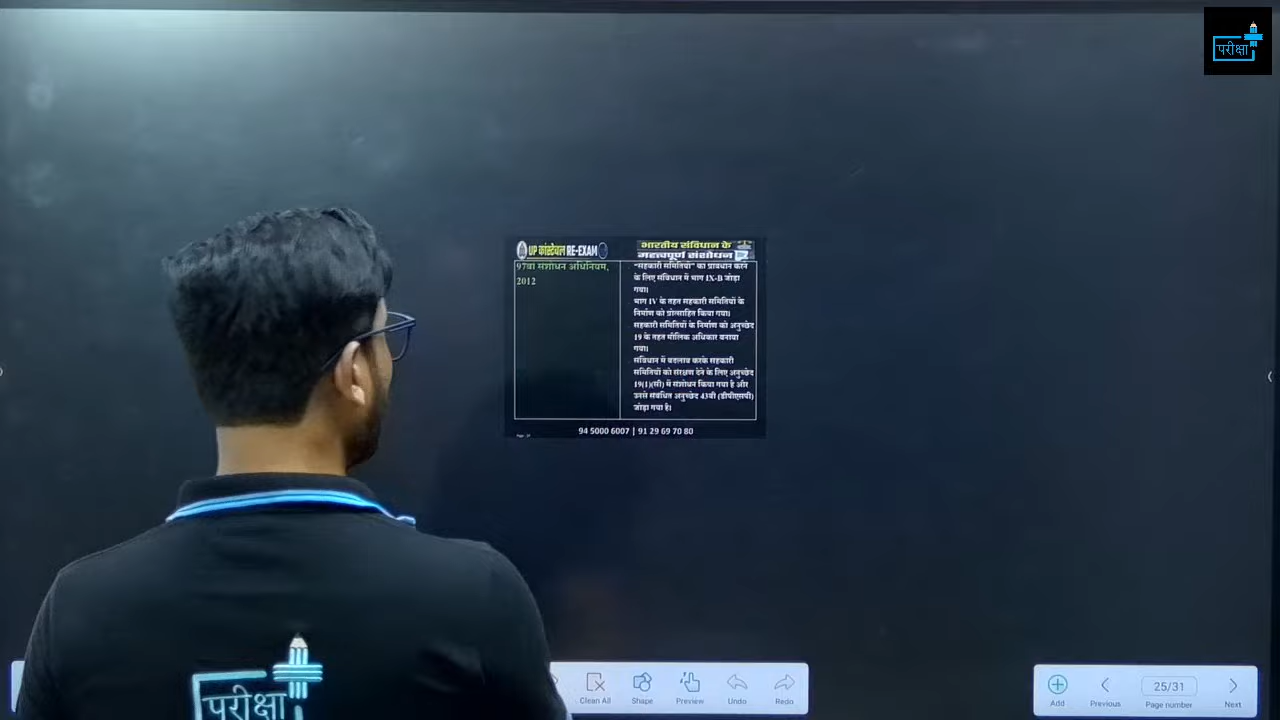 परीक्षा
UP कांस्टेबल RE-EXAM
भारतीय संविधान के
महत्त्वपूर्ण संशोधन
97वां संशोधन अधिनियम,
2012
"सहकारी समितियों" का प्रावधान करने
के लिए संविधान में भाग IX-B जोड़ा
गया।
भाग IV के तहत सहकारी समितियों के
निर्माण को प्रोत्साहित किया गया।
सहकारी समितियों के निर्माण को अनुच्छेद
19 के तहत मौलिक अधिकार बनाया
गया।
संविधान में बदलाव करके सहकारी
समितियों को संरक्षण देने के लिए अनुच्छेद
19(1)(सी) में संशोधन किया गया है और
उनसे संबंधित अनुच्छेद 43बी (डीपीएसपी)
जोड़ा गया है।
94 5000 6007 | 91 29 69 70 80
परीक्षा
Clean All
Shape
Preview
Undo
Redo
Add
Previous
25/31
Page number
Next